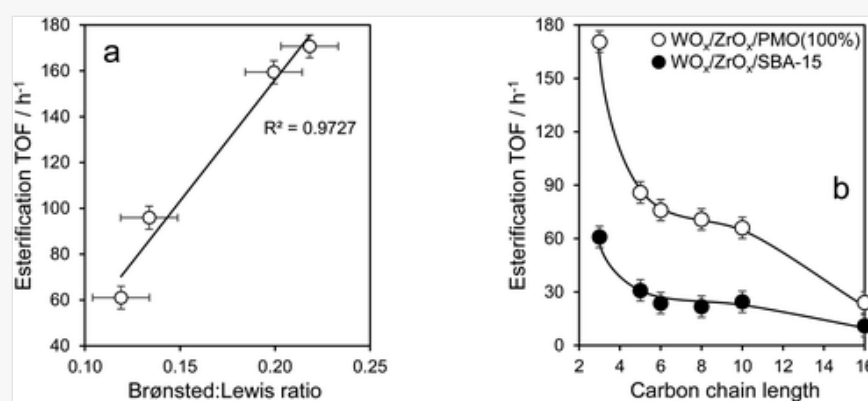 a
Esterification TOF / h⁻¹
180
160
140
120
100
80
60
40
R² = 0.9727
0.10 0.15 0.20 0.25
Brønsted:Lewis ratio
WOₓ/ZrOₓ/PMO(100%)
WOₓ/ZrOₓ/SBA-15
b
Esterification TOF / h⁻¹
180
150
120
90
60
30
0
2 4 6 8 10 12 14 16
Carbon chain length